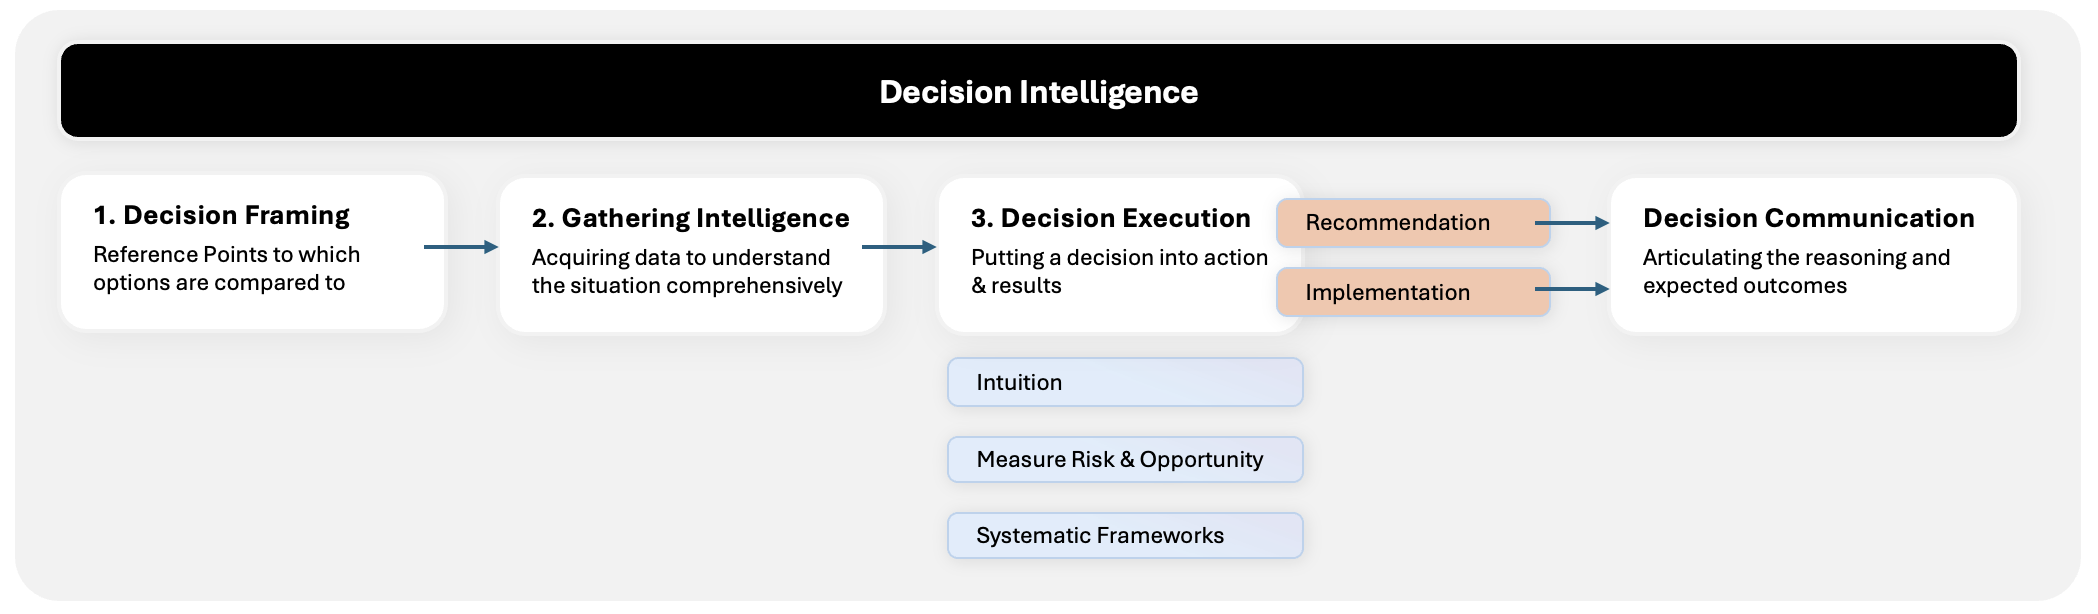 Decision Intelligence
1. Decision Framing
Reference Points to which
options are compared to
2. Gathering Intelligence
Acquiring data to understand
the situation comprehensively
3. Decision Execution
Putting a decision into action
& results
Recommendation
Implementation
Decision Communication
Articulating the reasoning and
expected outcomes
Intuition
Measure Risk & Opportunity
Systematic Frameworks